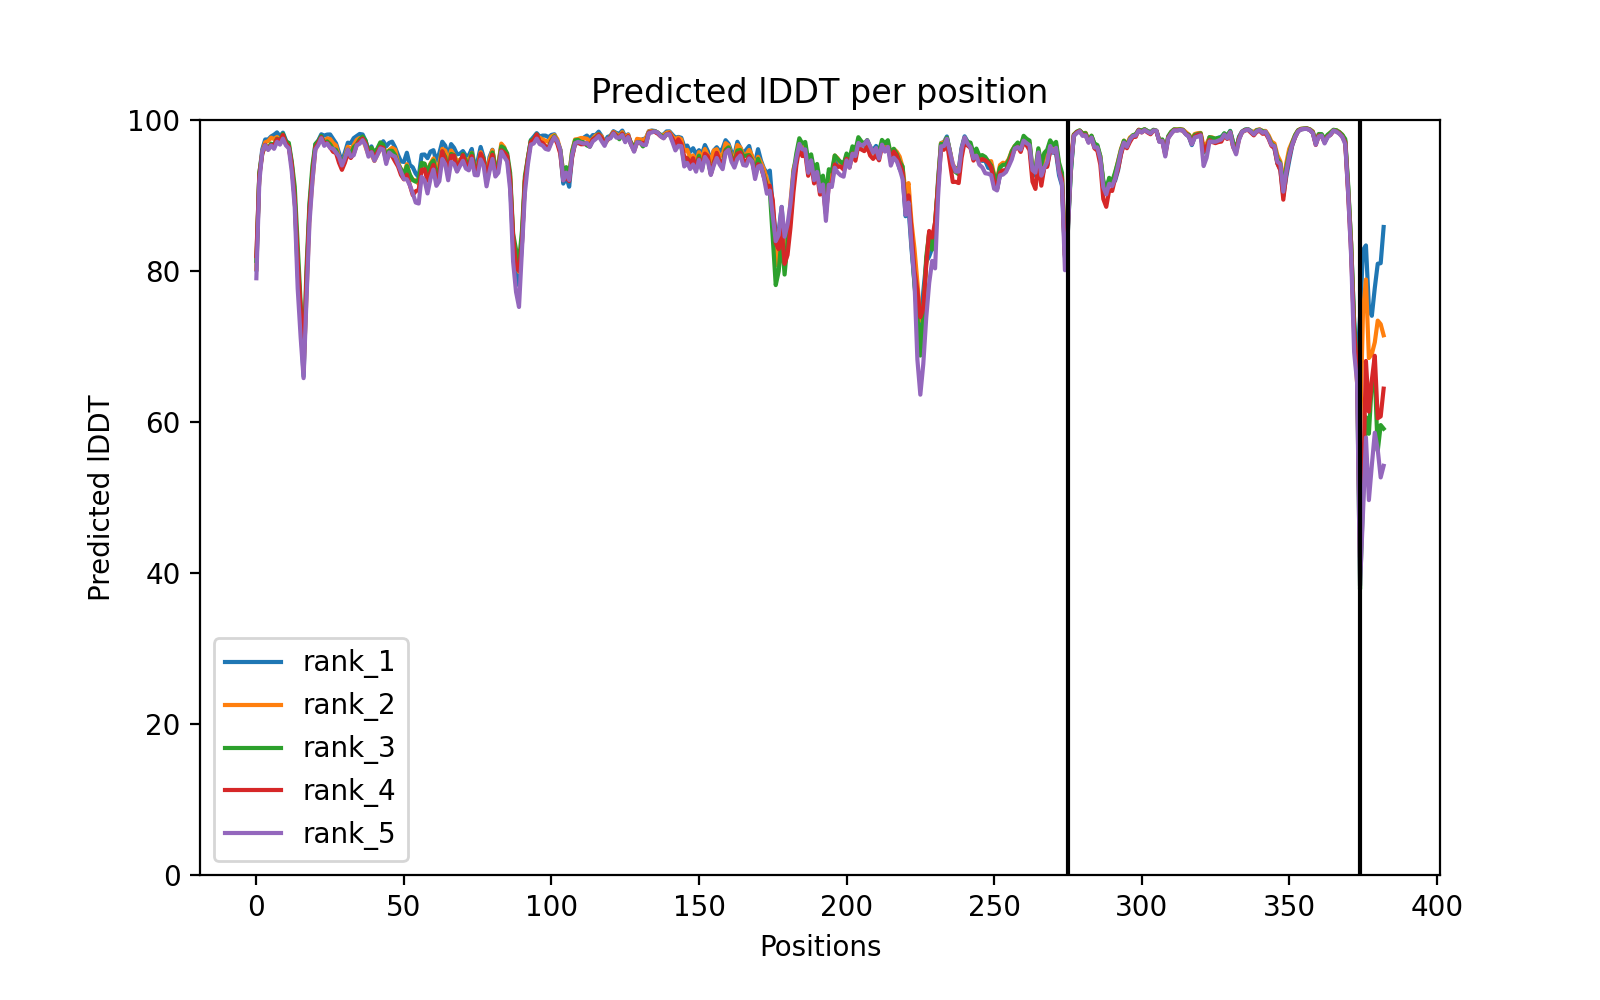 Predicted lDDT per position
100
80
60
40
20
0
Predicted lDDT
rank_1
rank_2
rank_3
rank_4
rank_5
0 50 100 150 200 250 300 350 400
Positions